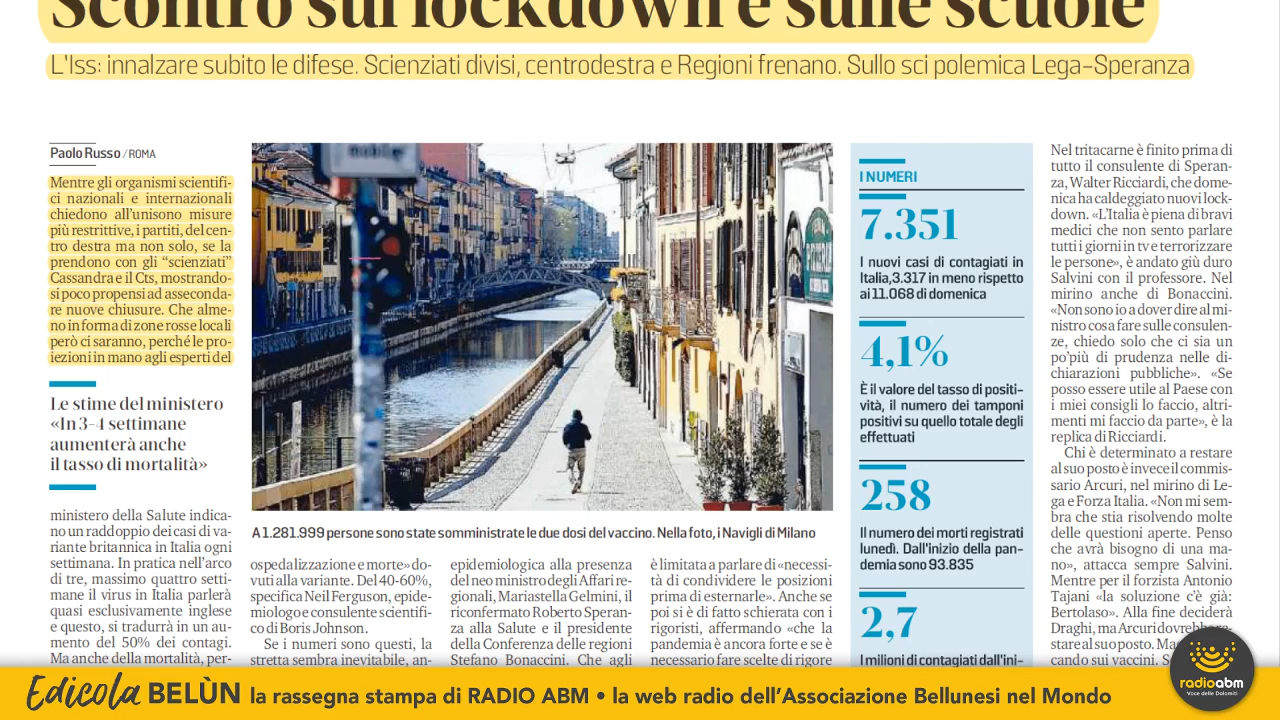 Scontro sul lockdown e sulle scuole
L'Iss: innalzare subito le difese. Scienziati divisi, centrodestra e Regioni frenano. Sullo sci polemica Lega-Speranza
Paolo Russo / ROMA
Mentre gli organismi scientifi-
ci nazionali e internazionali
chiedono all'unisono misure
più restrittive, i partiti, del cen-
tro destra ma non solo, se la
prendono con gli "scienziati"
Cassandra e il Cts, mostrando-
si poco propensi ad asseconda-
re nuove chiusure. Che alme-
no in forma di zone rosse locali
però ci saranno, perché le pro-
iezioni in mano agli esperti del
Le stime del ministero
«In 3-4 settimane
aumenterà anche
il tasso di mortalità»
ministero della Salute indica-
no un raddoppio dei casi di va-
riante britannica in Italia ogni
settimana. In pratica nell'arco
di tre, massimo quattro setti-
mane il virus in Italia parlerà
quasi esclusivamente inglese
e questo, si tradurrà in un au-
mento del 50% dei contagi.
Ma anche della mortalità, per-
A 1.281.999 persone sono state somministrate le due dosi del vaccino. Nella foto, i Navigli di Milano
ospedalizzazione e morte» do-
vuti alla variante. Del 40-60%,
specifica Neil Ferguson, epide-
miologo e consulente scientifi-
co di Boris Johnson.
Se i numeri sono questi, la
stretta sembra inevitabile, an-
epidemiologica alla presenza
del neo ministro degli Affari re-
gionali, Mariastella Gelmini, il
riconfermato Roberto Speran-
za alla Salute e il presidente
della Conferenza delle regioni
Stefano Bonaccini. Che agli
è limitata a parlare di «necessi-
tà di condividere le posizioni
prima di esternarle». Anche se
poi si è di fatto schierata con i
rigoristi, affermando «che la
pandemia è ancora forte e se è
necessario fare scelte di rigore
I NUMERI
7.351
I nuovi casi di contagiati in
Italia,3.317 in meno rispetto
ai 11.068 di domenica
4,1%
È il valore del tasso di positi-
vità, il numero dei tamponi
positivi su quello totale degli
effettuati
258
Il numero dei morti registrati
lunedì. Dall'inizio della pan-
demia sono 93.835
2,7
I milioni di contagiati dall'ini-
Nel tritacarne è finito prima di
tutto il consulente di Speran-
za, Walter Ricciardi, che dome-
nica ha caldeggiato nuovi lock-
down. «L'Italia è piena di bravi
medici che non sento parlare
tutti i giorni in tv e terrorizzare
le persone», è andato giù duro
Salvini con il professore. Nel
mirino anche di Bonaccini.
«Non sono io a dover dire al mi-
nistro cosa fare sulle consulen-
ze, chiedo solo che ci sia un
po'più di prudenza nelle di-
chiarazioni pubbliche». «Se
posso essere utile al Paese con
i miei consigli lo faccio, altri-
menti mi faccio da parte», è la
replica di Ricciardi.
Chi è determinato a restare
al suo posto è invece il commis-
sario Arcuri, nel mirino di Le-
ga e Forza Italia. «Non mi sem-
bra che stia risolvendo molte
delle questioni aperte. Penso
che avrà bisogno di una ma-
no», attacca sempre Salvini.
Mentre per il forzista Antonio
Tajani «la soluzione c'è già:
Bertolaso». Alla fine deciderà
Draghi, ma Arcuri dovrebbe re-
stare al suo posto.
cando sui vaccini.
Edicola BELÙN la rassegna stampa di RADIO ABM • la web radio dell'Associazione Bellunesi nel Mondo
radioabm
Voce delle Dolomiti